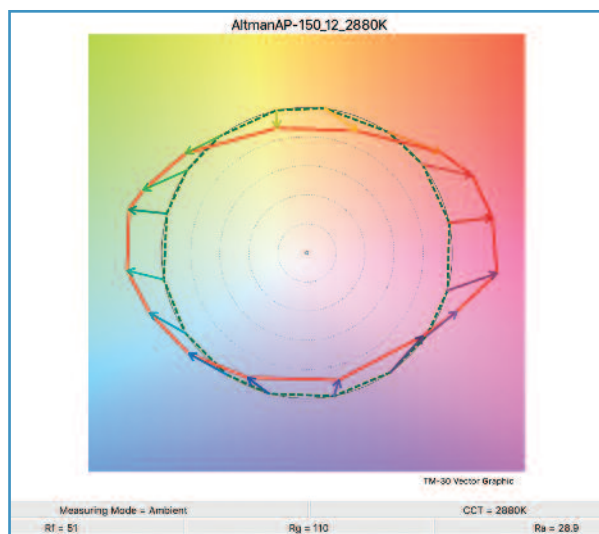 AltmanAP-150_12_2880K
TM-30 Vector Graphic
Measuring Mode = Ambient CCT = 2880K
Rf = 51 Rg = 110 Ra = 28.9